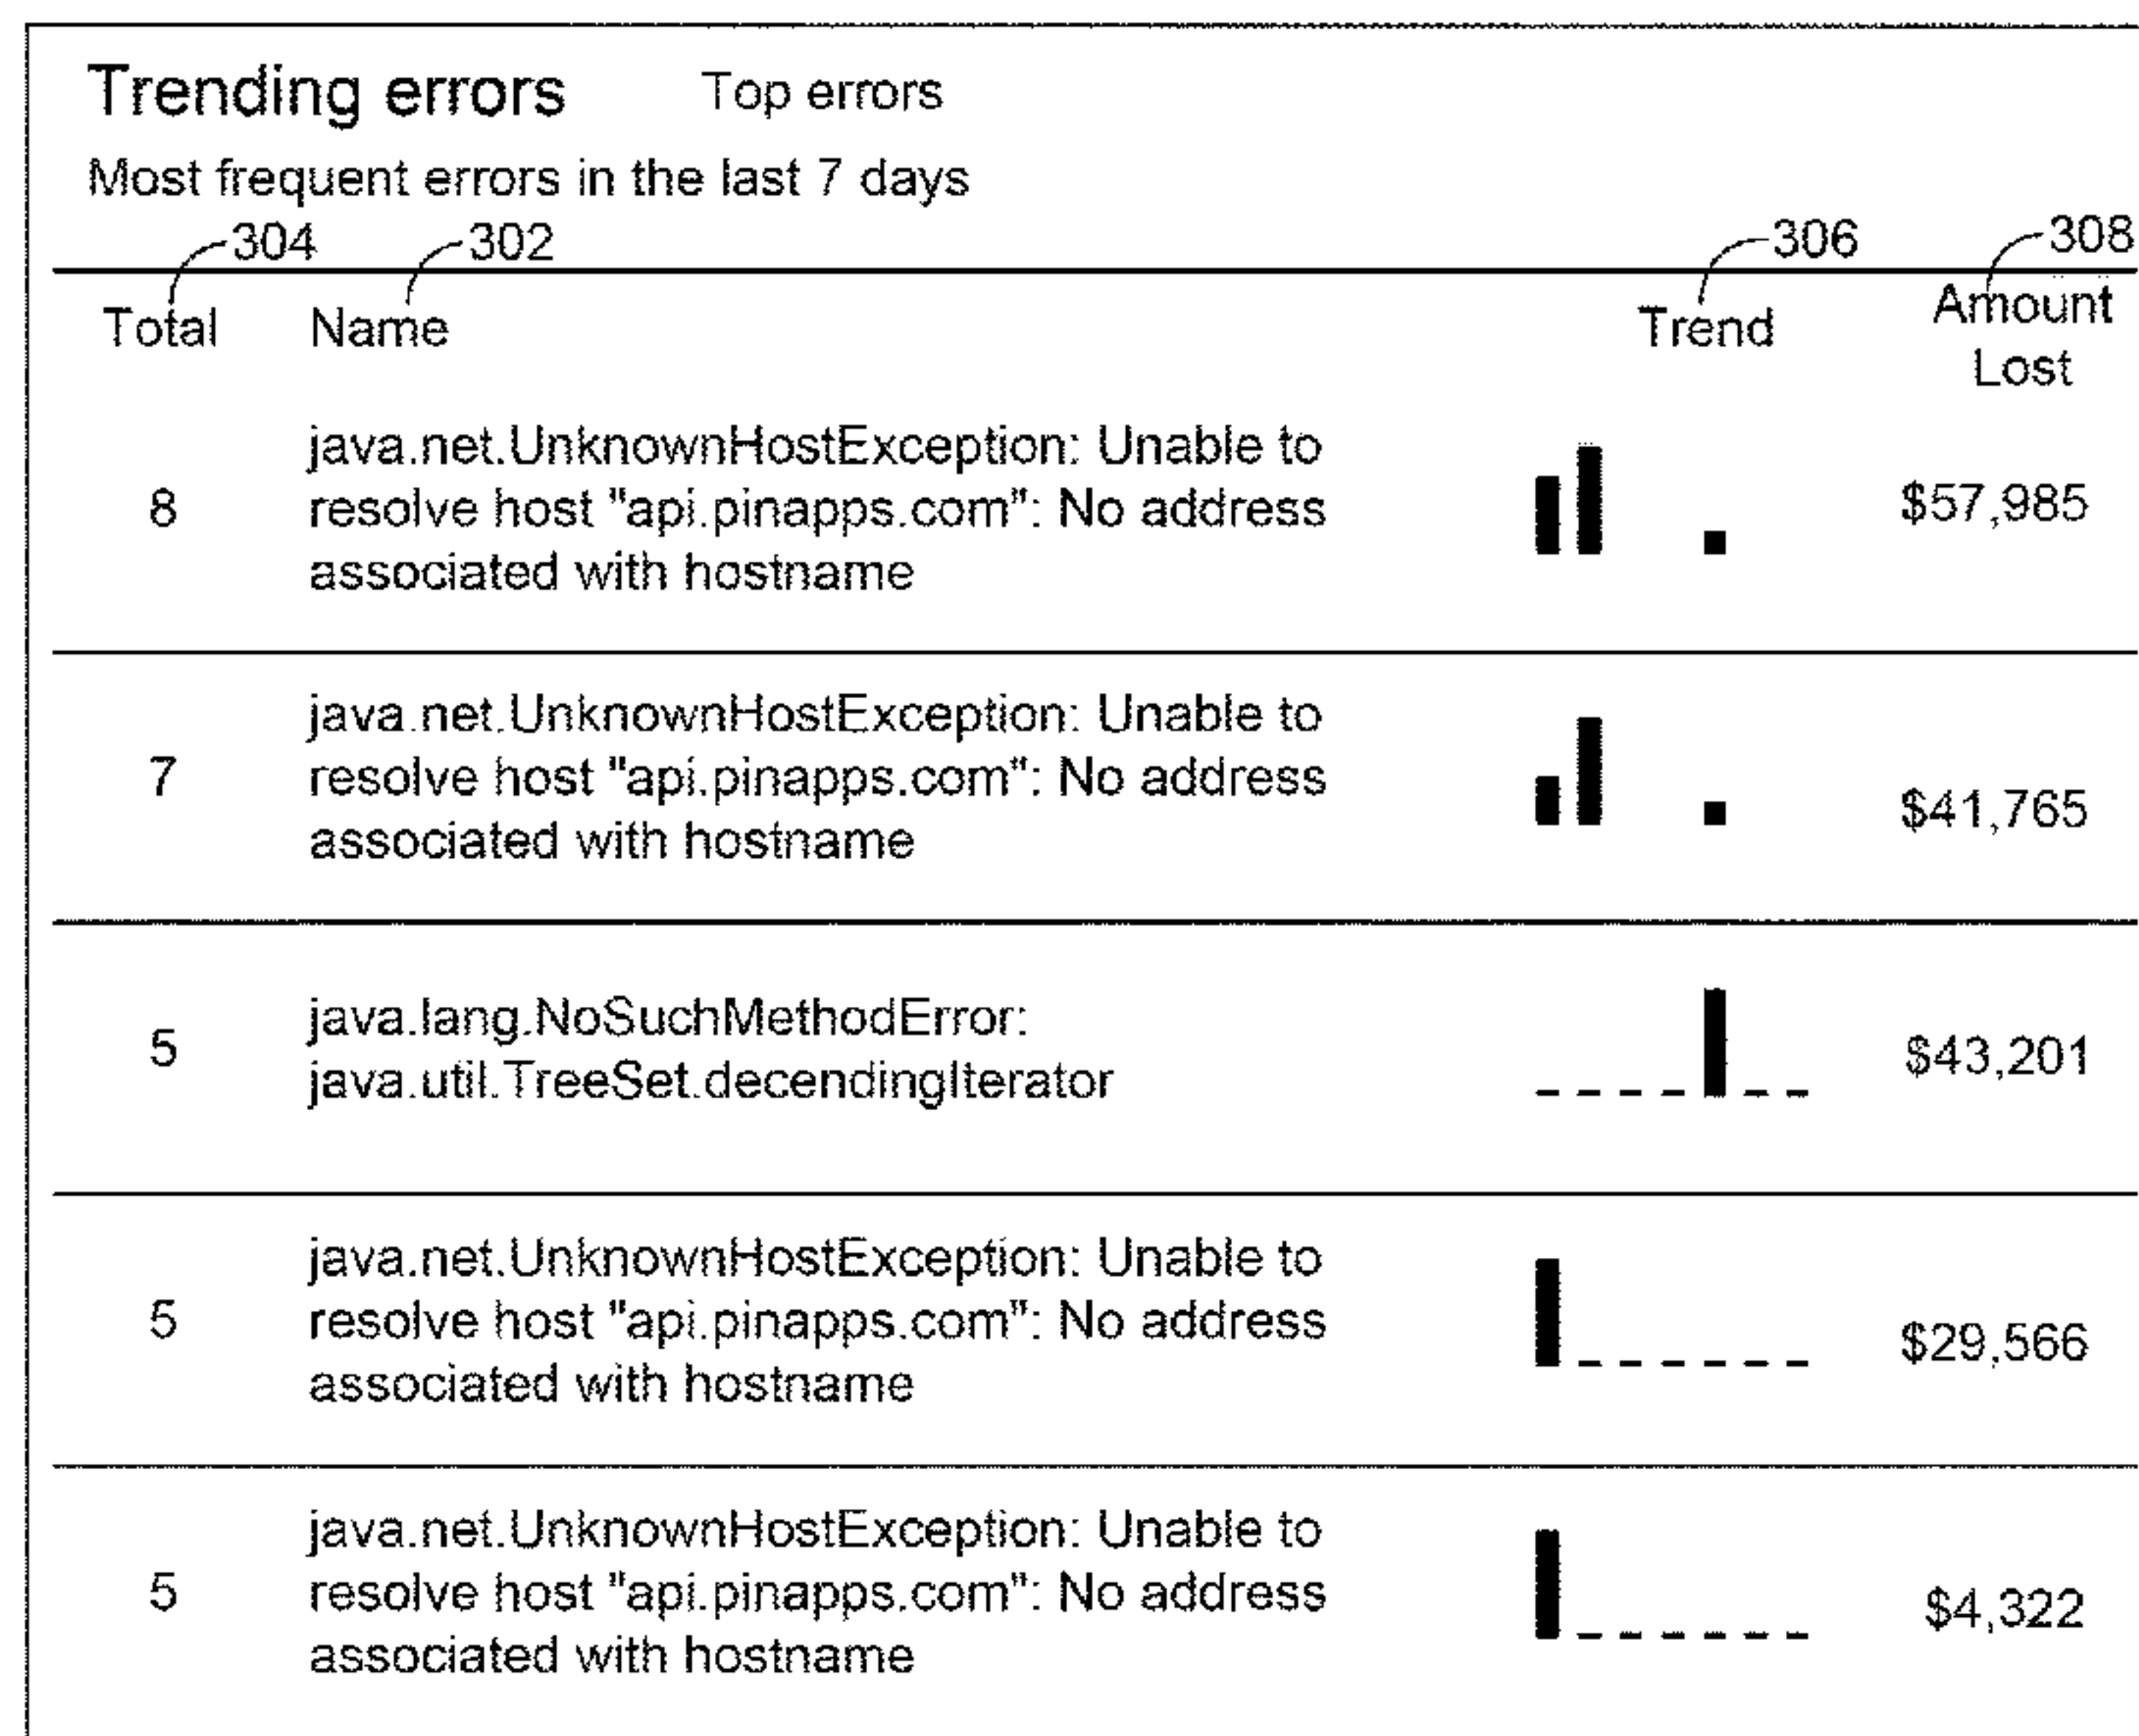 Trending errors Top errors
Most frequent errors in the last 7 days
304 302 306 308
Total Name Trend Amount
Lost
java.net.UnknownHostException: Unable to
8 resolve host "api.pinapps.com": No address $57,985
associated with hostname
java.net.UnknownHostException: Unable to
7 resolve host "api.pinapps.com": No address $41,765
associated with hostname
java.lang.NoSuchMethodError:
5 $43,201
java.util.TreeSet.decendingIterator
java.net.UnknownHostException: Unable to
5 resolve host "api.pinapps.com": No address $29,566
associated with hostname
java.net.UnknownHostException: Unable to
5 resolve host "api.pinapps.com": No address $4,322
associated with hostname